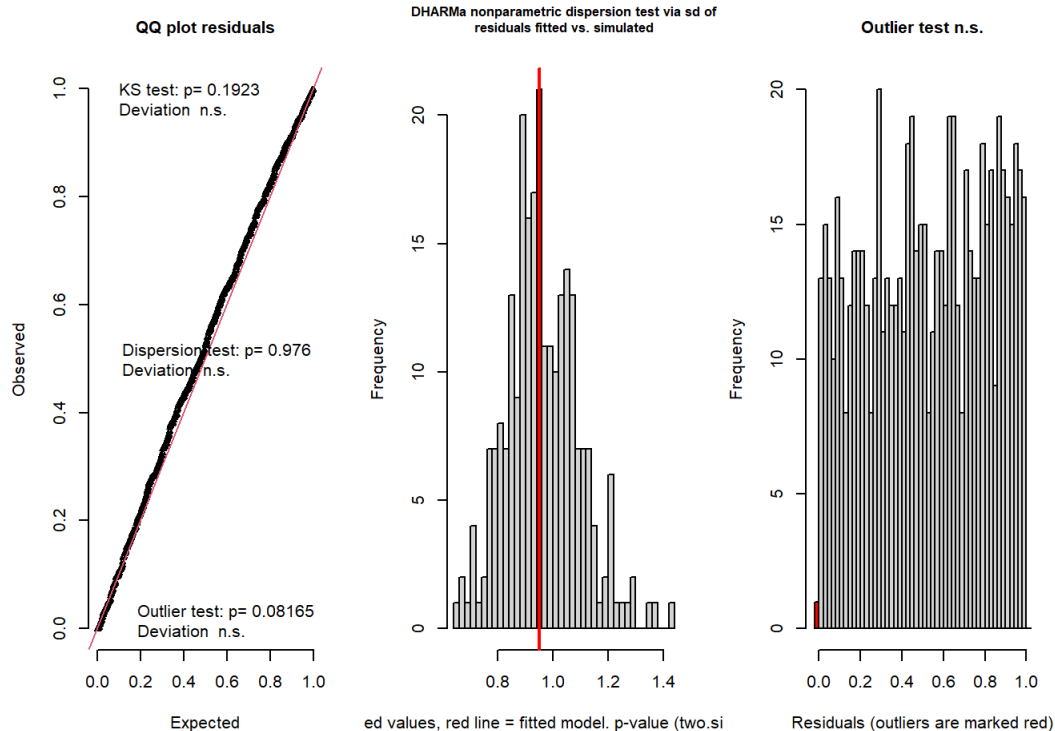 QQ plot residuals
KS test: p= 0.1923
Deviation  n.s.
Dispersion test: p= 0.976
Deviation  n.s.
Outlier test: p= 0.08165
Deviation  n.s.
Observed
0.0 0.2 0.4 0.6 0.8 1.0
0.0 0.2 0.4 0.6 0.8 1.0
Expected
DHARMa nonparametric dispersion test via sd of
residuals fitted vs. simulated
Frequency
0 5 10 15 20
0.8 1.0 1.2 1.4
ed values, red line = fitted model. p-value (two.si
Outlier test n.s.
Frequency
0 5 10 15 20
0.0 0.2 0.4 0.6 0.8 1.0
Residuals (outliers are marked red)